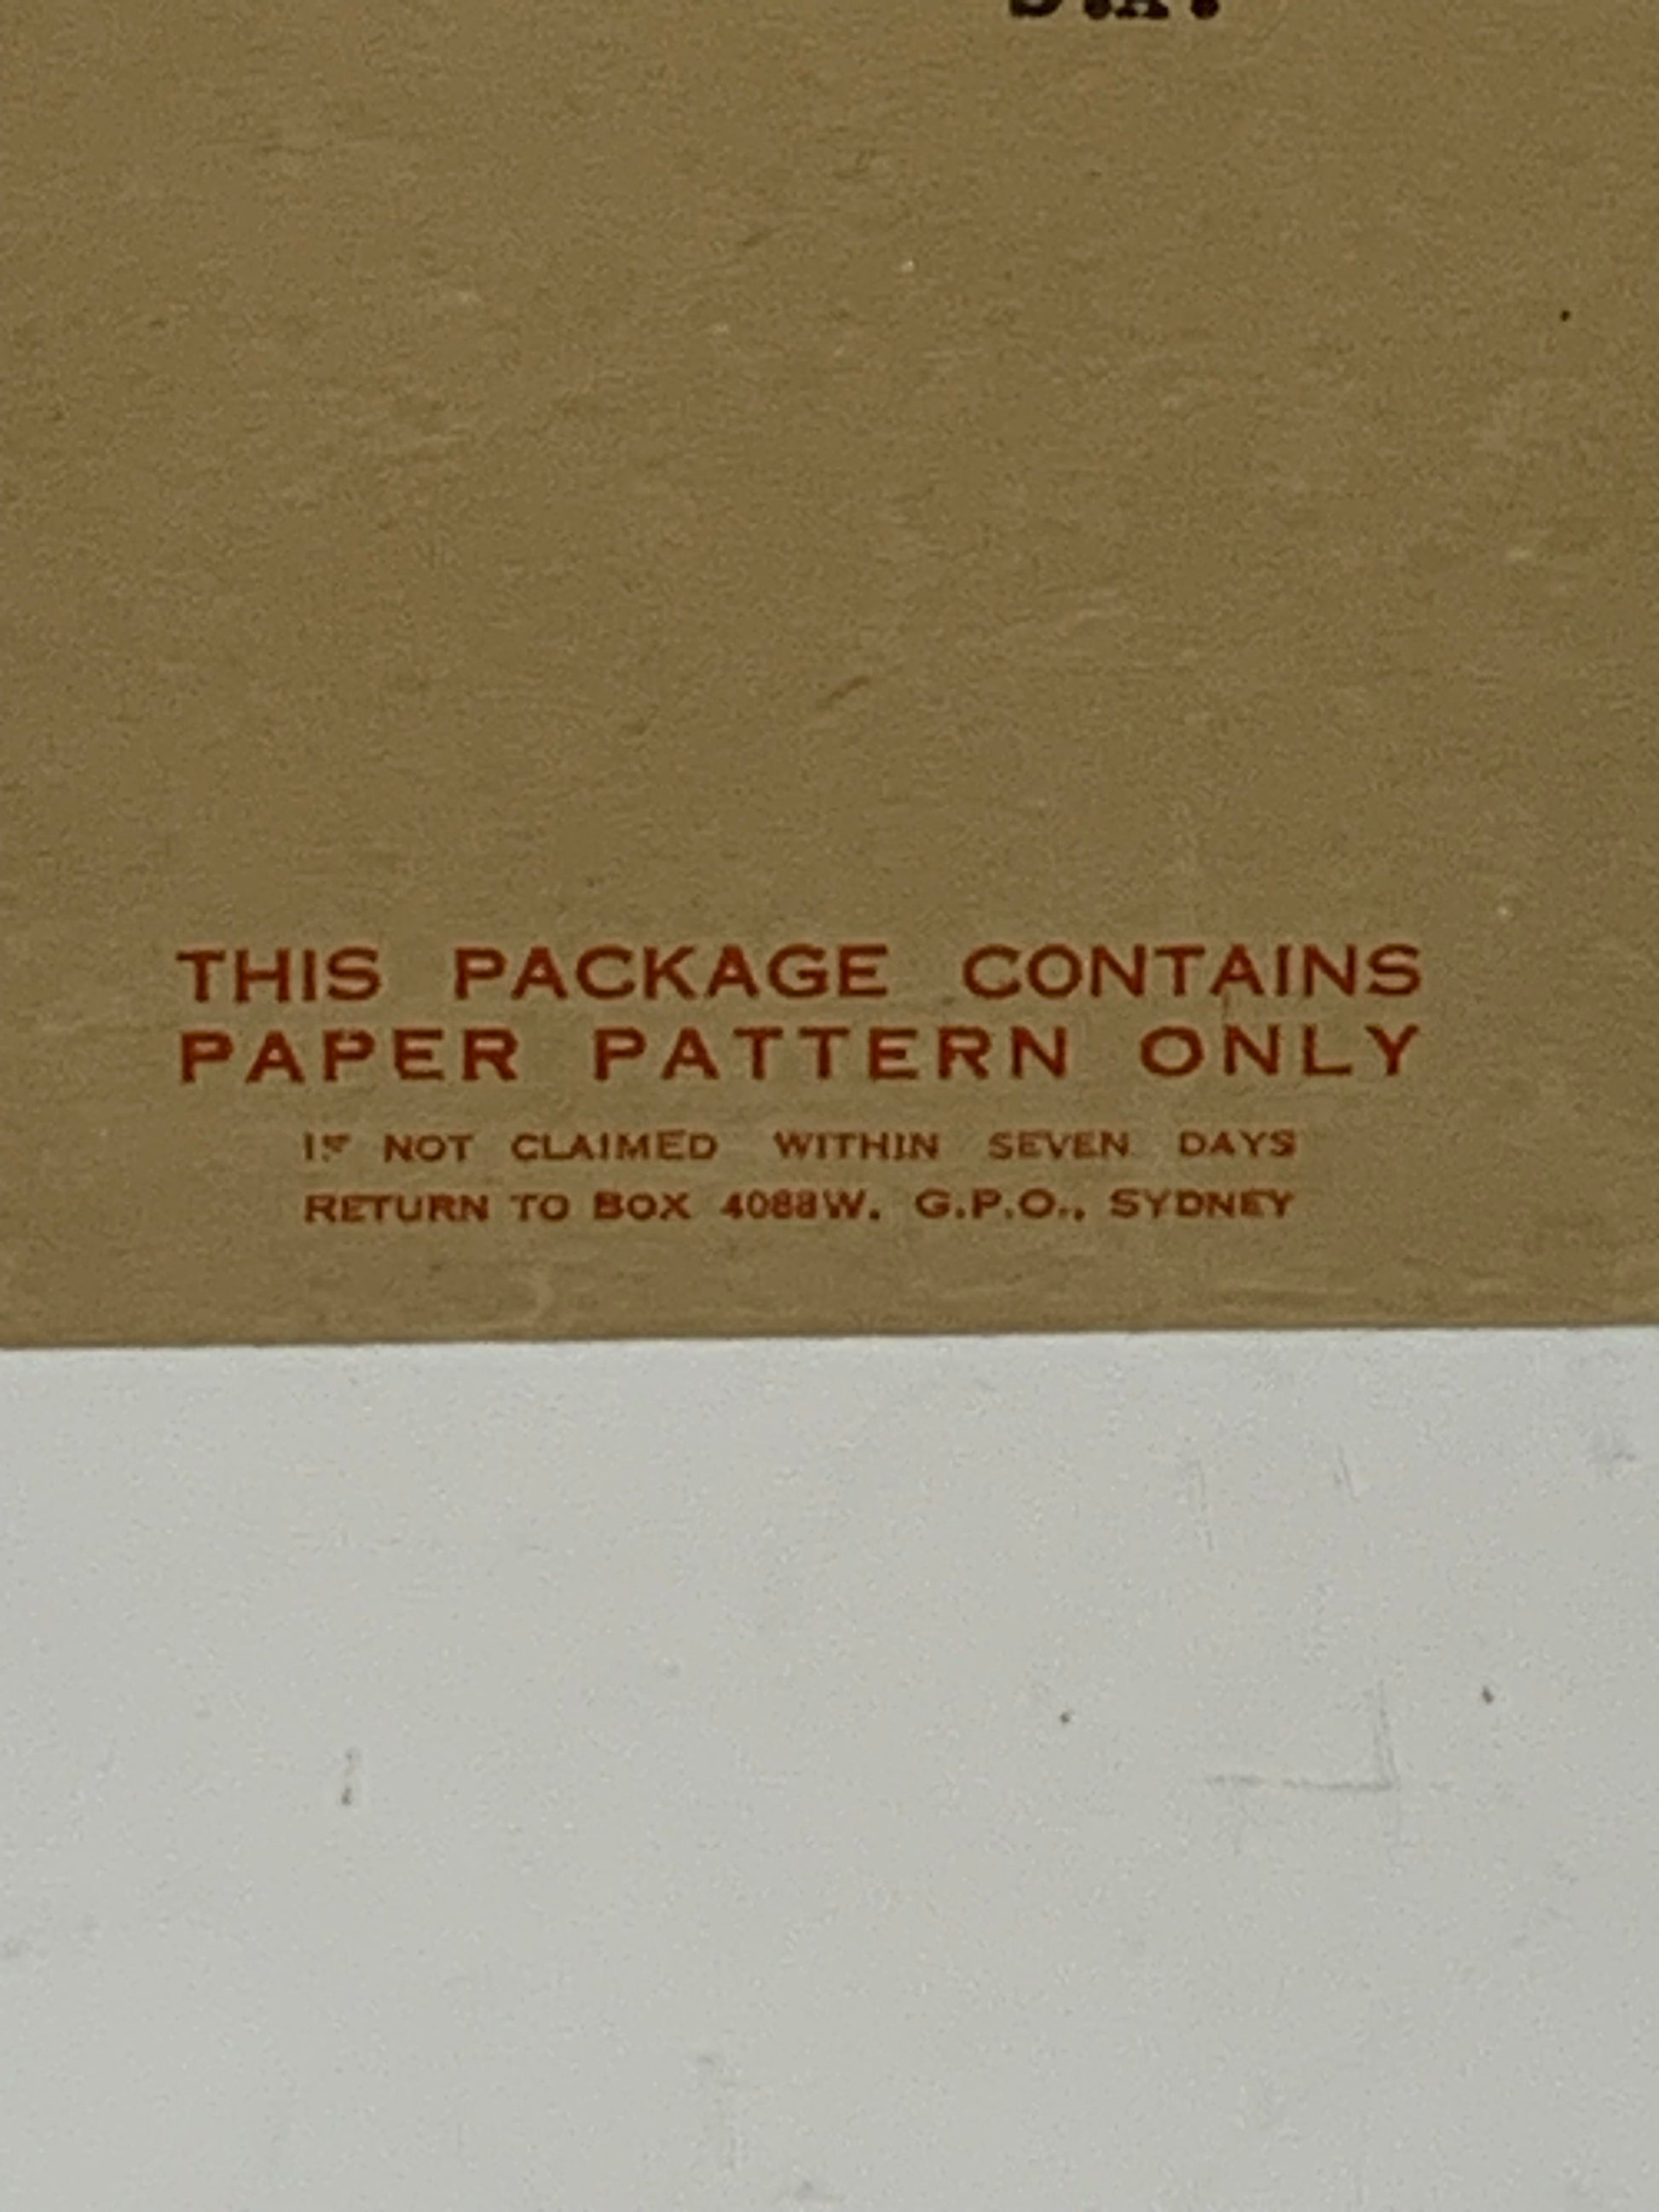 S.A.
THIS PACKAGE CONTAINS
PAPER PATTERN ONLY
IF NOT CLAIMED WITHIN SEVEN DAYS
RETURN TO BOX 4088W. G.P.O., SYDNEY